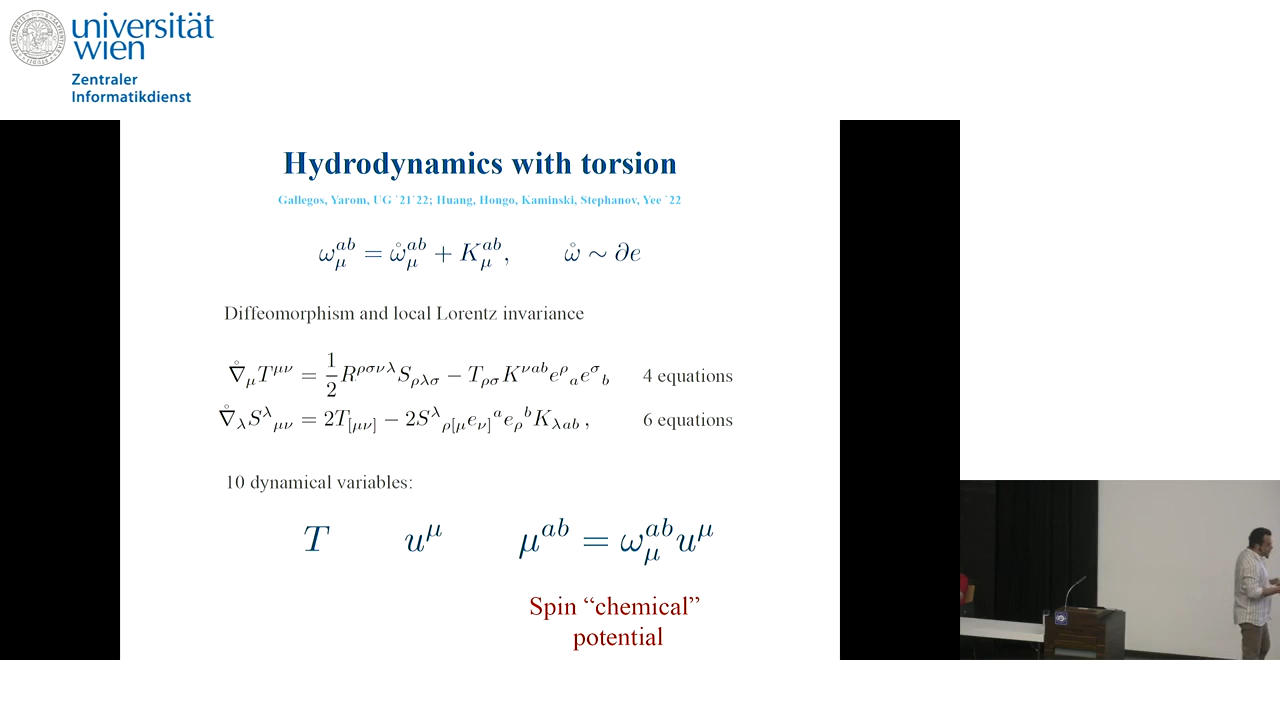 universität
wien
Zentraler
Informatikdienst
Hydrodynamics with torsion
Gallegos, Yarom, UG `21`22; Huang, Hongo, Kaminski, Stephanov, Yee `22
ω_μ^{ab} = ω̊_μ^{ab} + K_μ^{ab}, ω̊ ∼ ∂e
Diffeomorphism and local Lorentz invariance
∇̊_μ T^{μν} = 1/2 R^{ρσνλ} S_{ρλσ} − T_{ρσ} K^{νab} e^ρ_a e^σ_b 4 equations
∇̊_λ S^λ_{μν} = 2T_{[μν]} − 2S^λ_{ρ[μ} e_{ν]}^a e_ρ^b K_{λab} , 6 equations
10 dynamical variables:
T u^μ μ^{ab} = ω_μ^{ab} u^μ
Spin “chemical”
potential